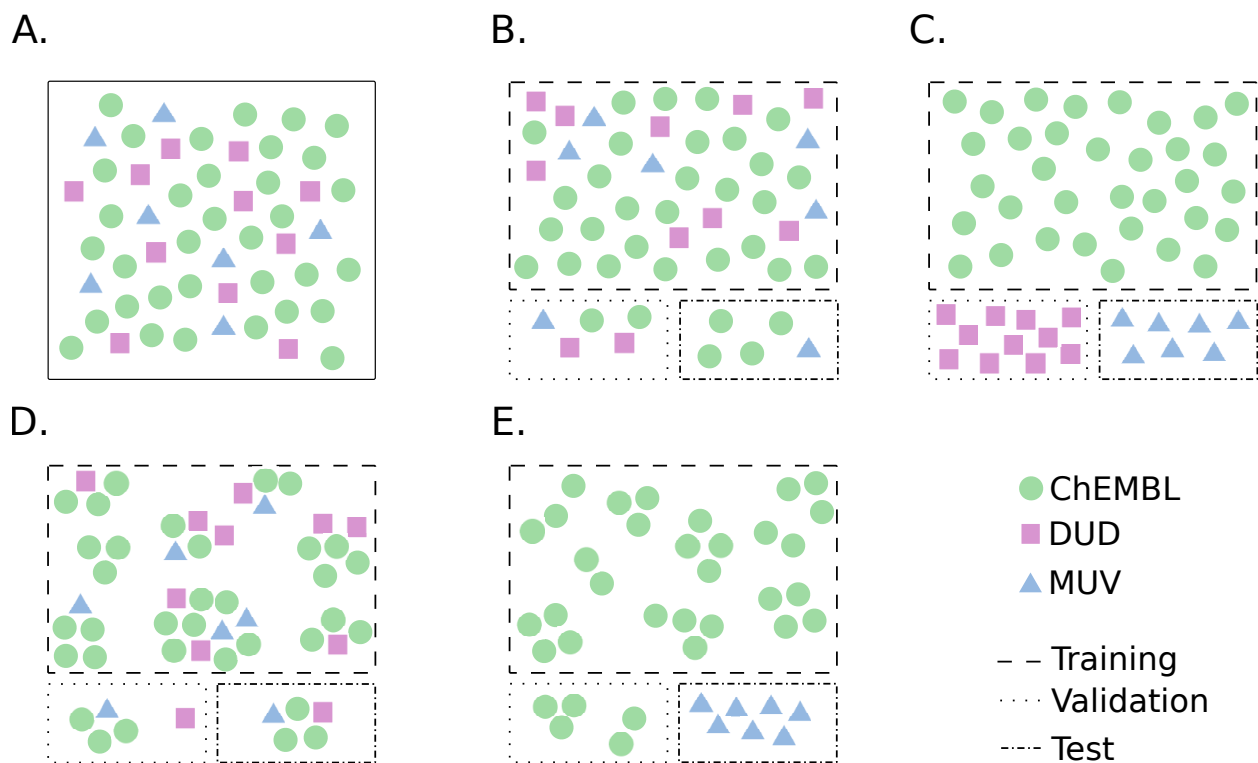 A.
B.
C.
D.
E.
ChEMBL
DUD
MUV
Training
Validation
Test